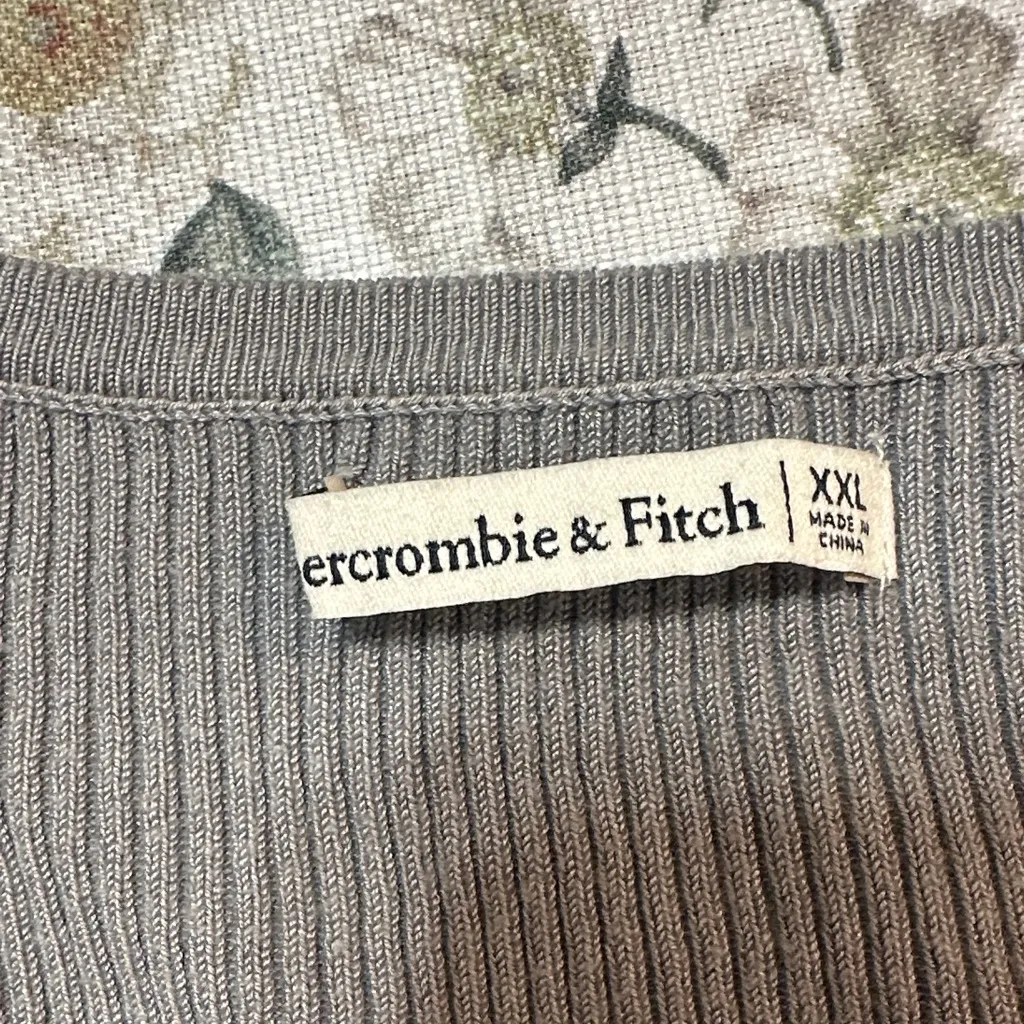 ercrombie & Fitch
XXL
MADE IN
CHINA